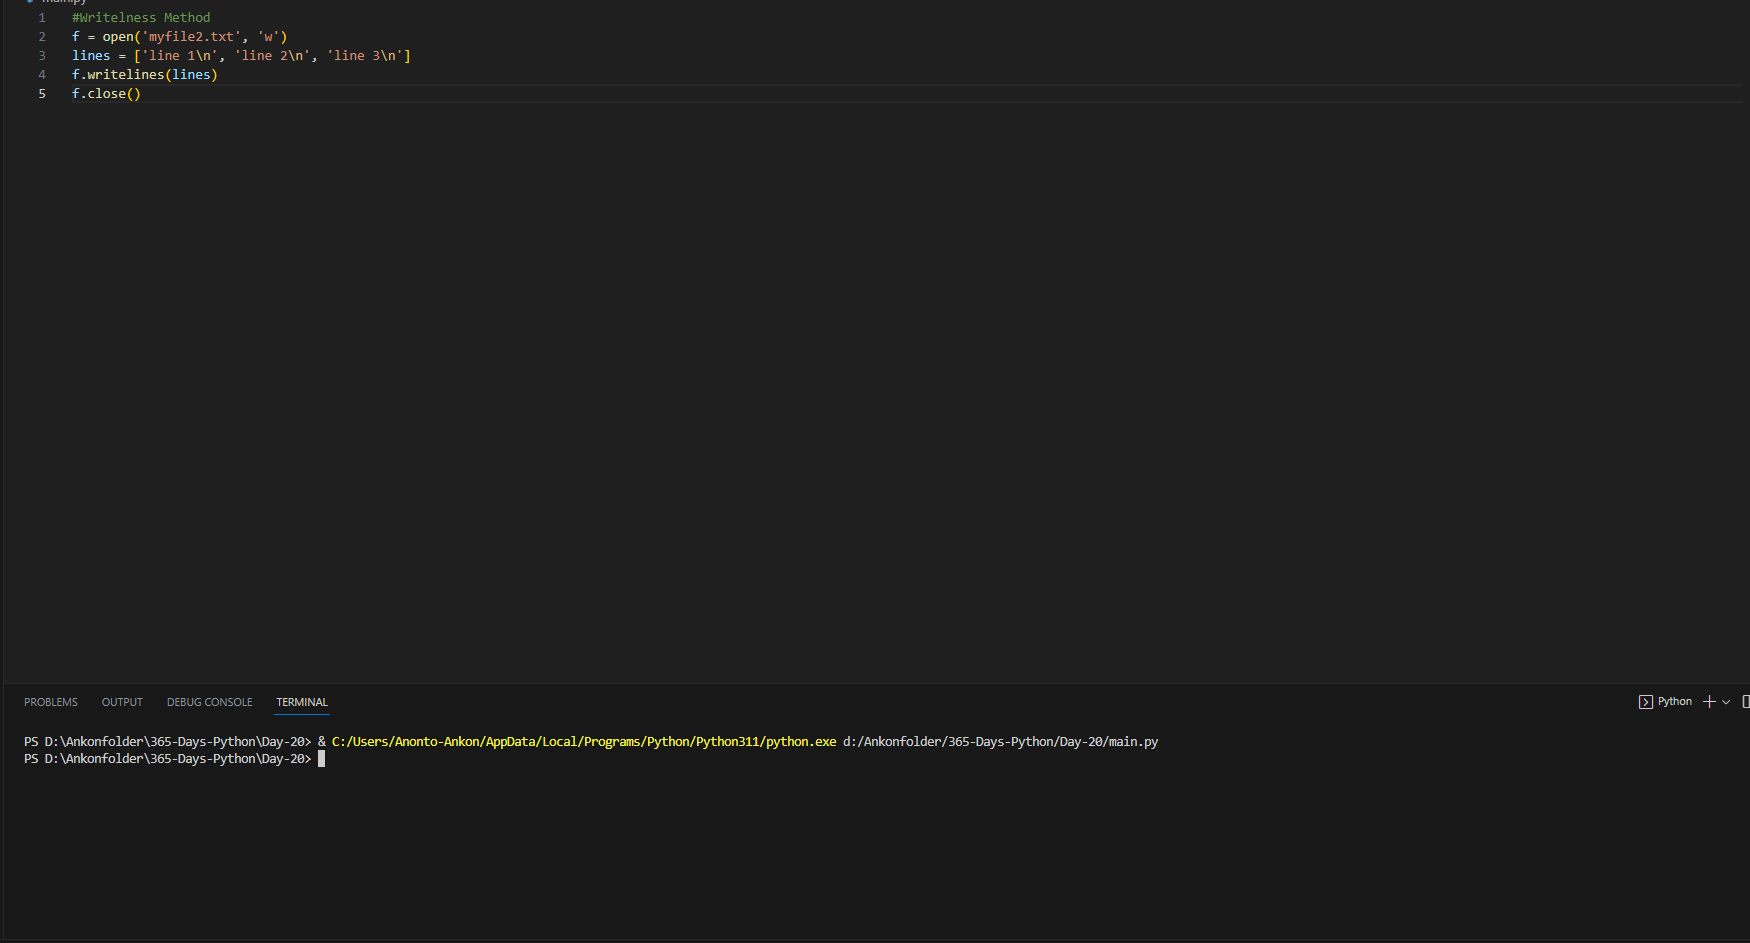 main.py
1 #Writelness Method
2 f = open('myfile2.txt', 'w')
3 lines = ['line 1\n', 'line 2\n', 'line 3\n']
4 f.writelines(lines)
5 f.close()
PROBLEMS OUTPUT DEBUG CONSOLE TERMINAL Python
PS D:\Ankonfolder\365-Days-Python\Day-20> & C:/Users/Anonto-Ankon/AppData/Local/Programs/Python/Python311/python.exe d:/Ankonfolder/365-Days-Python/Day-20/main.py
PS D:\Ankonfolder\365-Days-Python\Day-20>